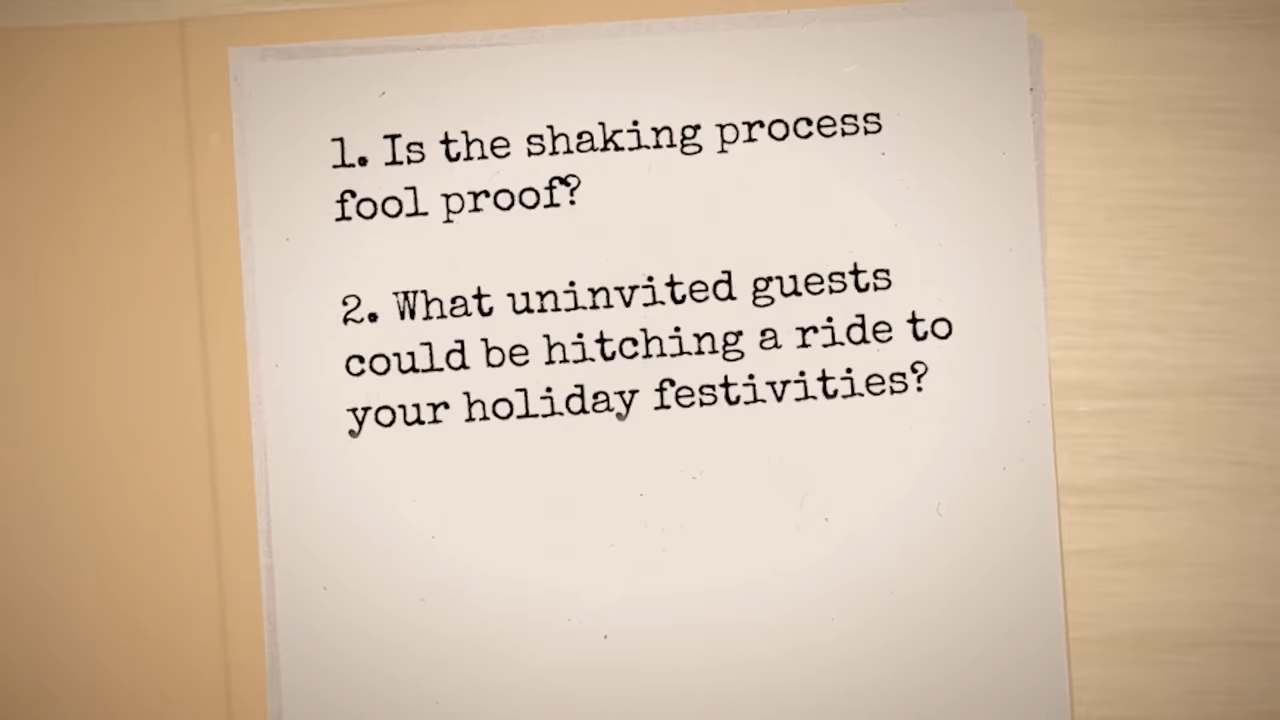 1. Is the shaking process
fool proof?
2. What uninvited guests
could be hitching a ride to
your holiday festivities?